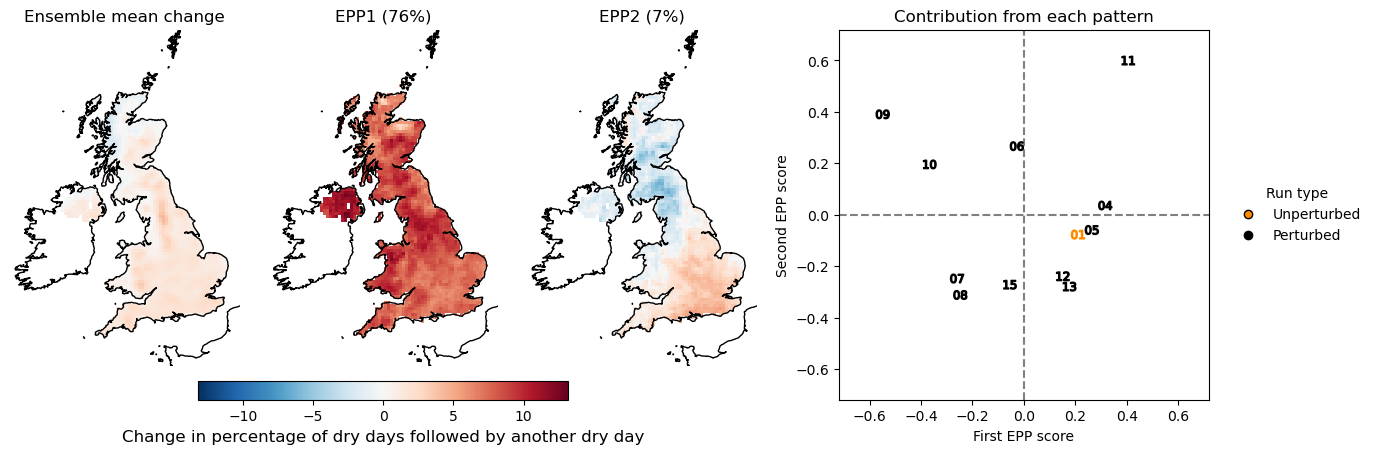 Ensemble mean change
EPP1 (76%)
EPP2 (7%)
−10 −5 0 5 10
Change in percentage of dry days followed by another dry day
Contribution from each pattern
Second EPP score
0.6
0.4
0.2
0.0
−0.2
−0.4
−0.6
11
09
06
10
04
05
01
07
12
15
13
08
−0.6 −0.4 −0.2 0.0 0.2 0.4 0.6
First EPP score
Run type
Unperturbed
Perturbed